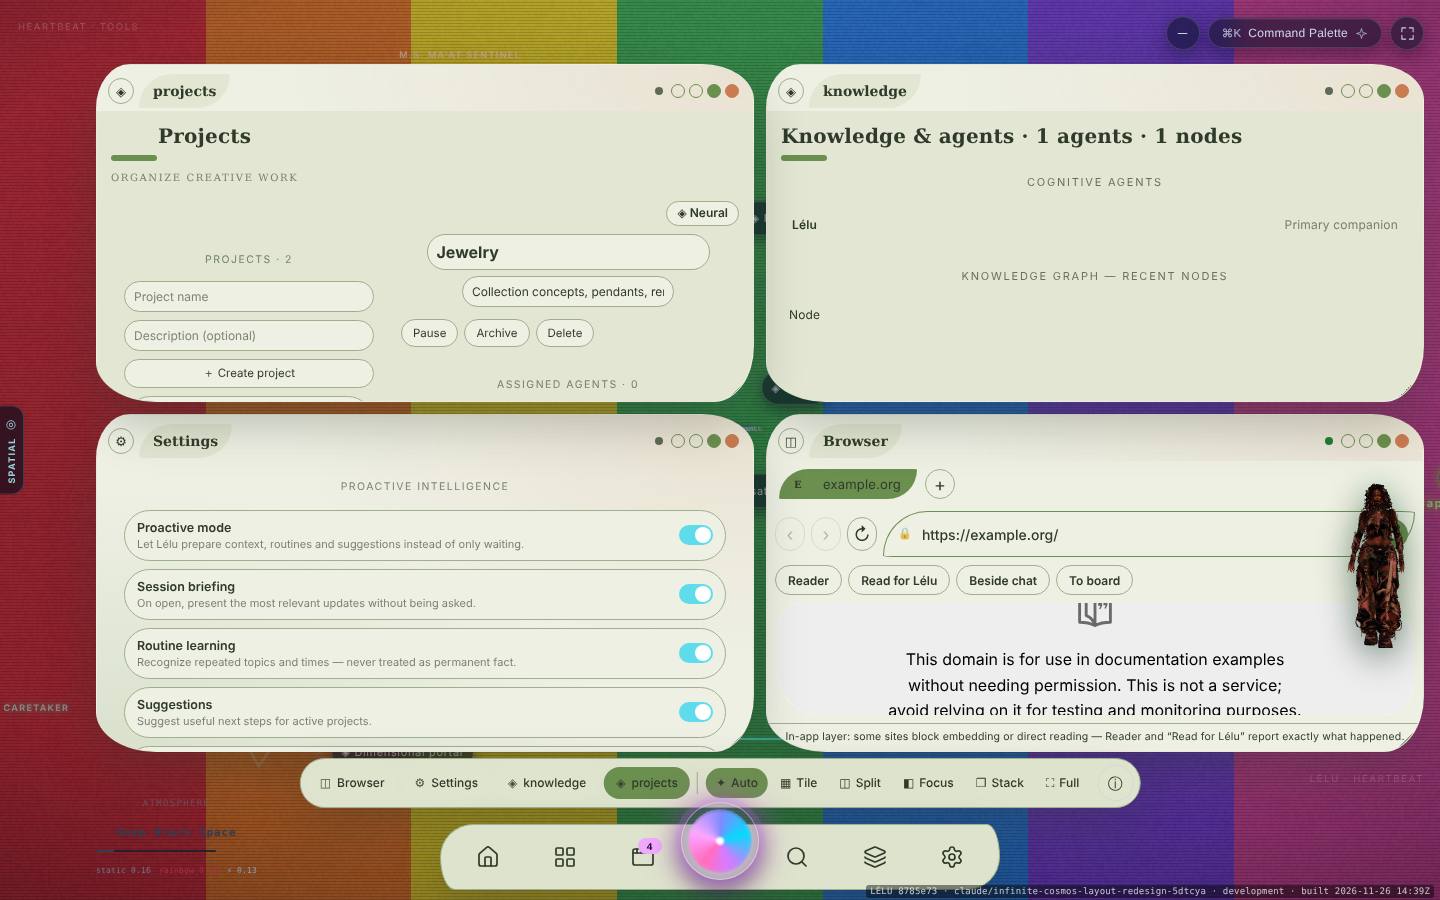 HEARTBEAT · TOOLS
M.S. MA'AT SENTINEL
⌘K Command Palette
projects
Projects
ORGANIZE CREATIVE WORK
Neural
PROJECTS · 2
Project name
Description (optional)
+ Create project
Jewelry
Collection concepts, pendants, rei
Pause Archive Delete
ASSIGNED AGENTS · 0
knowledge
Knowledge & agents · 1 agents · 1 nodes
COGNITIVE AGENTS
Lélu Primary companion
KNOWLEDGE GRAPH — RECENT NODES
Node
SPATIAL
Settings
PROACTIVE INTELLIGENCE
Proactive mode
Let Lélu prepare context, routines and suggestions instead of only waiting.
Session briefing
On open, present the most relevant updates without being asked.
Routine learning
Recognize repeated topics and times — never treated as permanent fact.
Suggestions
Suggest useful next steps for active projects.
Browser
E example.org +
https://example.org/
Reader Read for Lélu Beside chat To board
This domain is for use in documentation examples
without needing permission. This is not a service;
avoid relying on it for testing and monitoring purposes.
In-app layer: some sites block embedding or direct reading — Reader and “Read for Lélu” report exactly what happened.
CARETAKER
Dimensional portal
Browser Settings knowledge projects Auto Tile Split Focus Stack Full
LÉLU · HEARTBEAT
ATMOSPHERE
Space
static 0.16 rainbow ⚡ 0.13
4
LÉLU 8785e73 · claude/infinite-cosmos-layout-redesign-5dtcya · development · built 2026-11-26 14:39Z